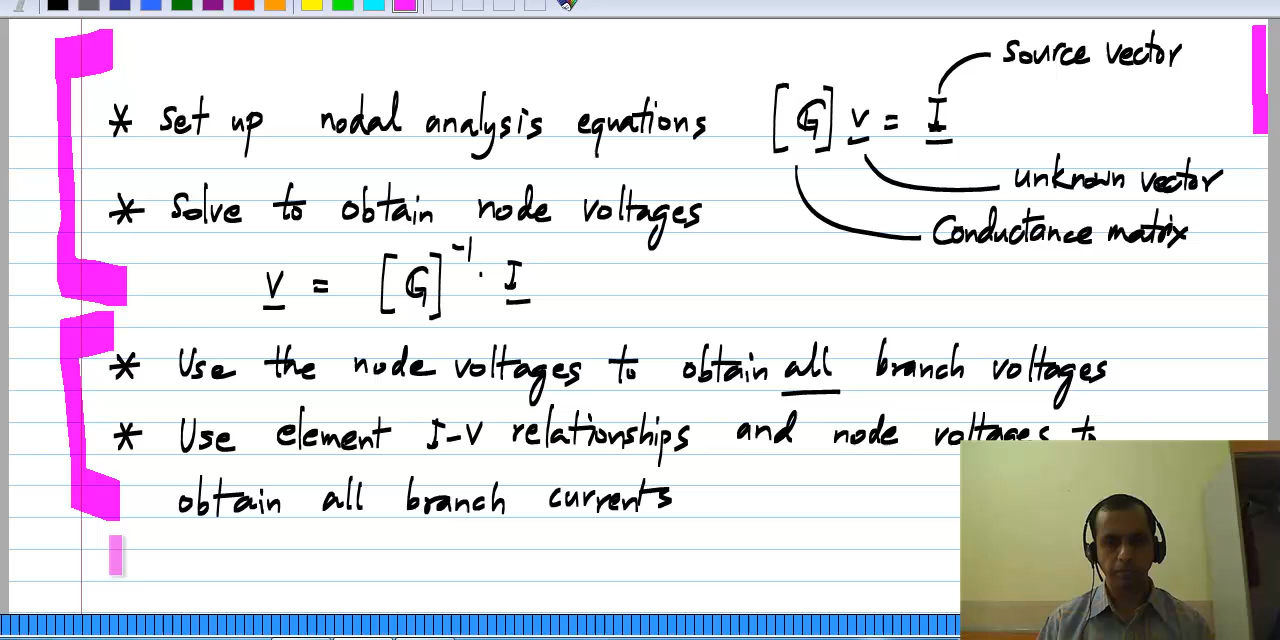 Source vector
* Set up nodal analysis equations [G] V = I
unknown vector
* Solve to obtain node voltages
Conductance matrix
V = [G]⁻¹ · I
* Use the node voltages to obtain all branch voltages
* Use element I-V relationships and node voltages to
obtain all branch currents